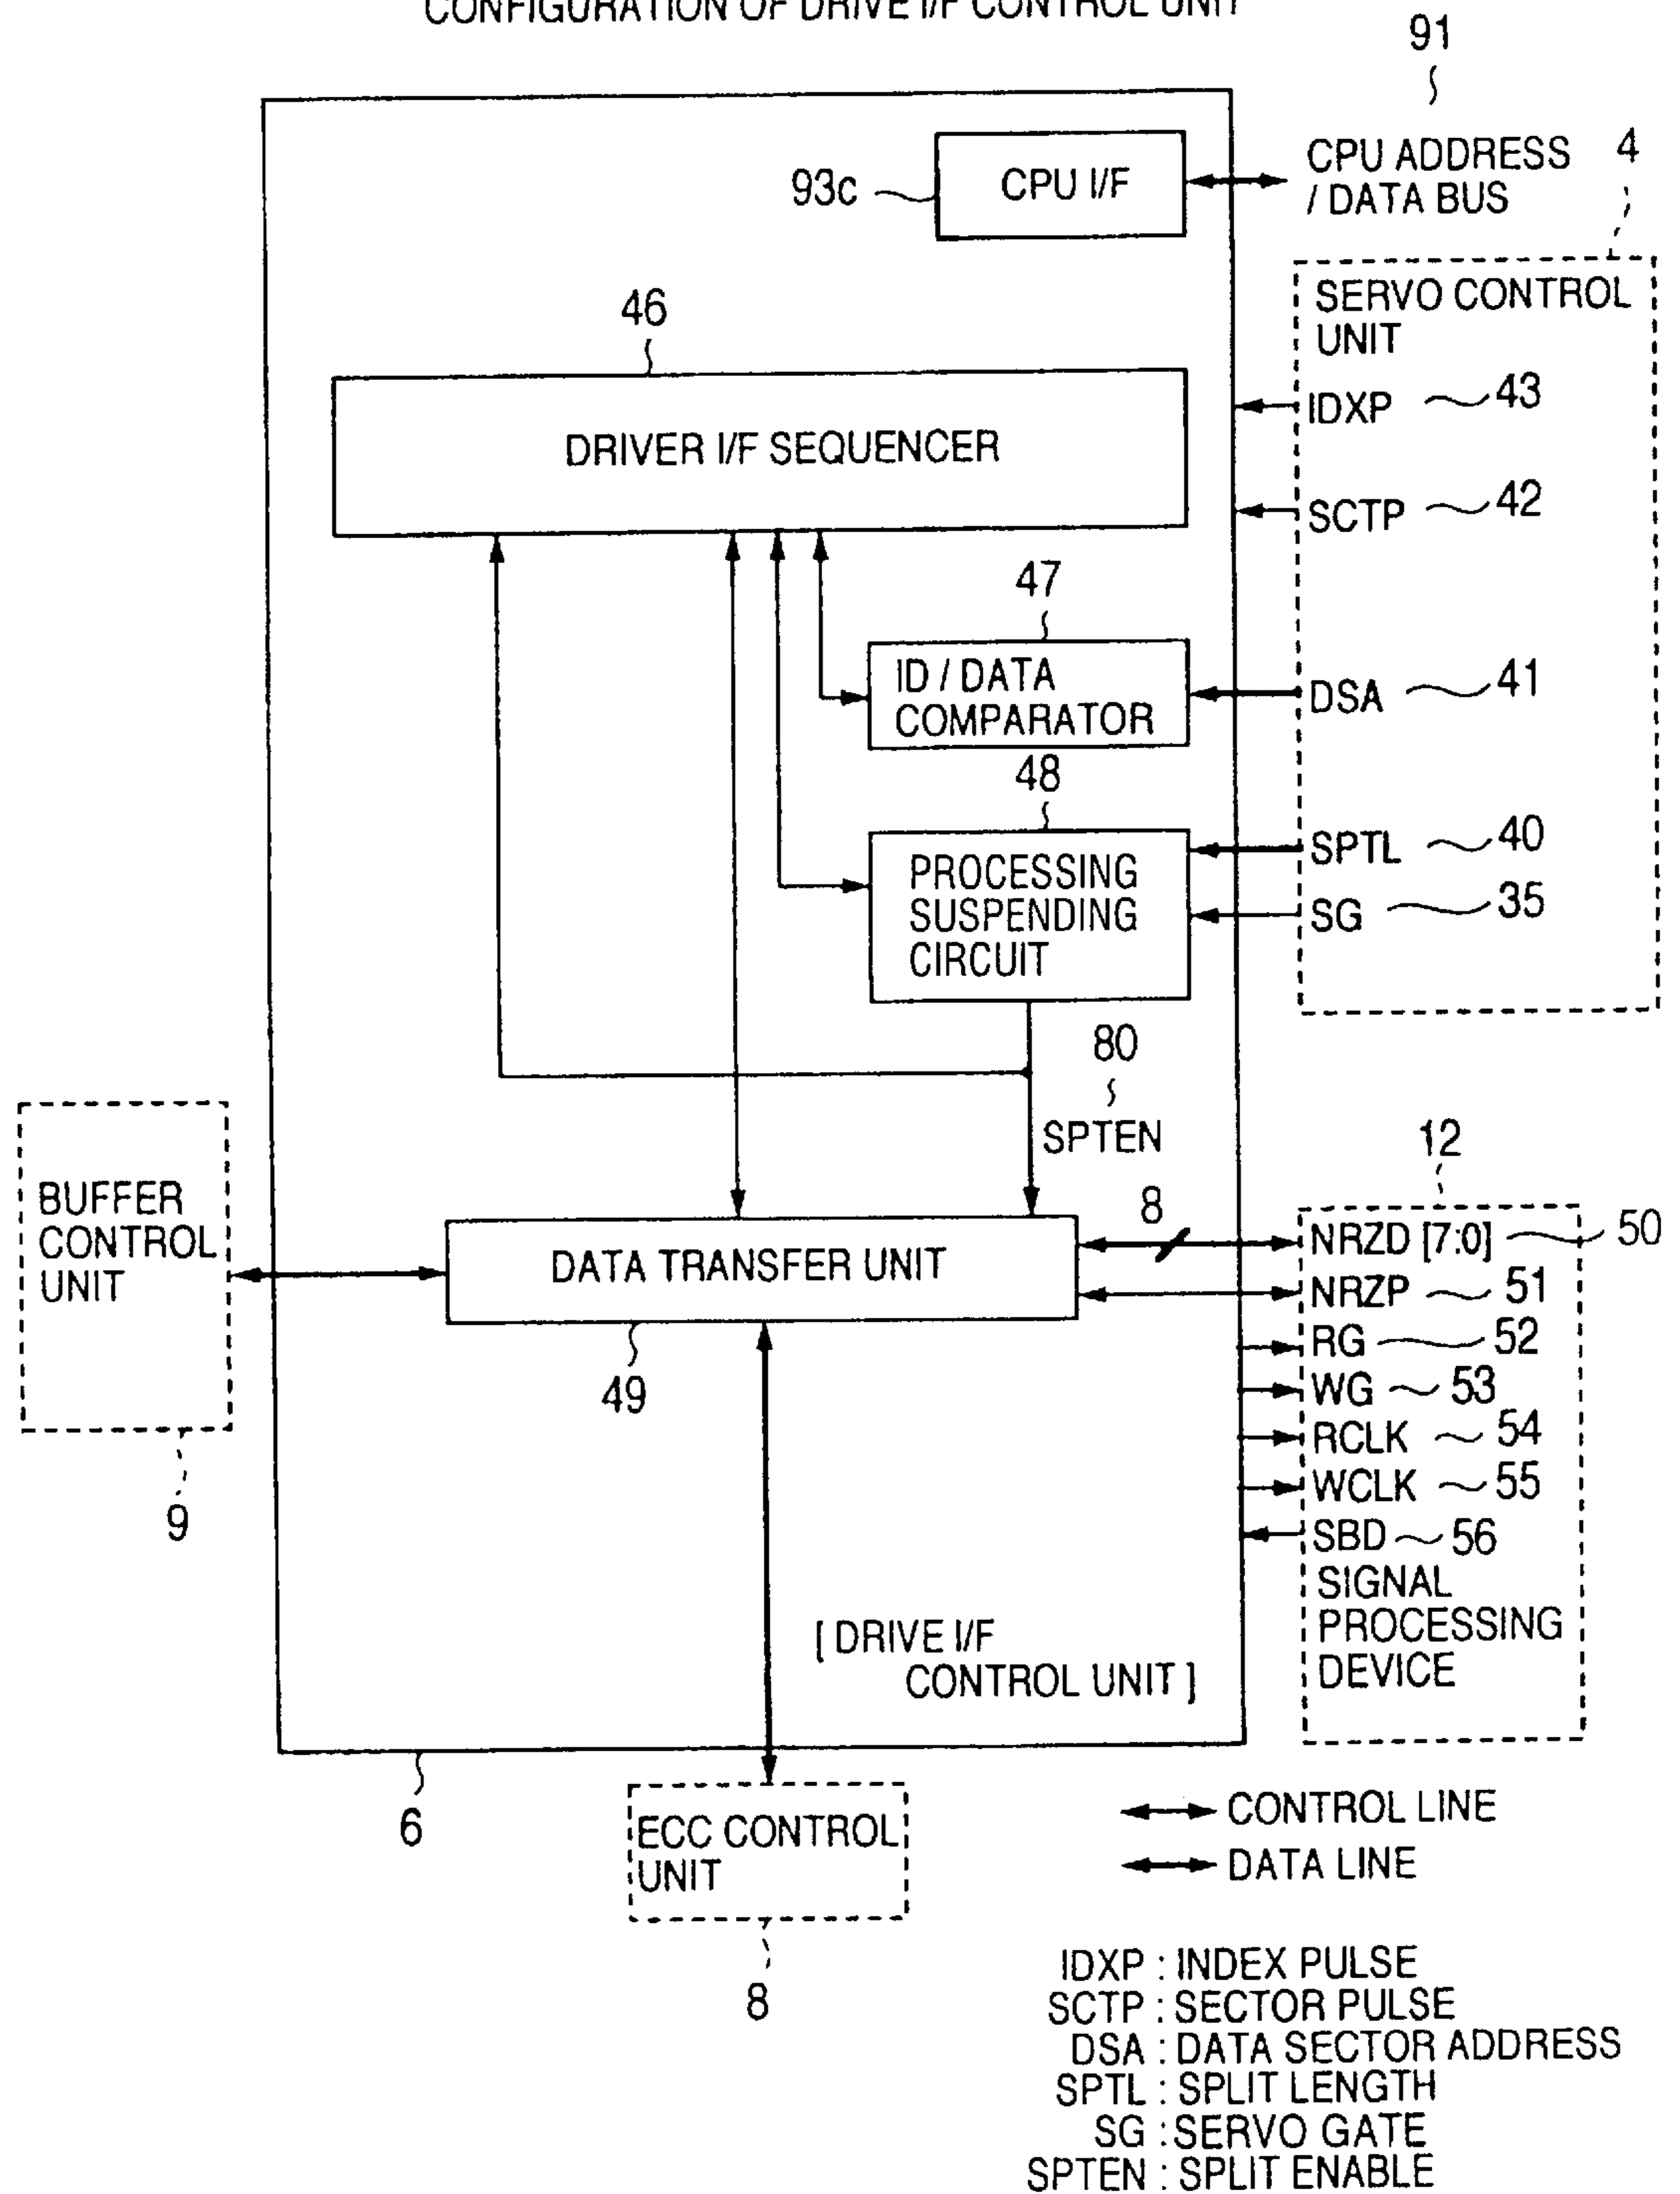 CONFIGURATION OF DRIVE I/F CONTROL UNIT
91
CPU ADDRESS
/ DATA BUS
4
93c
CPU I/F
SERVO CONTROL
UNIT
46
DRIVER I/F SEQUENCER
IDXP
43
SCTP
42
47
ID / DATA
COMPARATOR
DSA
41
48
PROCESSING
SUSPENDING
CIRCUIT
SPTL
40
SG
35
80
SPTEN
BUFFER
CONTROL
UNIT
9
DATA TRANSFER UNIT
49
8
12
NRZD [7:0]
50
NRZP
51
RG
52
WG
53
RCLK
54
WCLK
55
SBD
56
SIGNAL
PROCESSING
DEVICE
[ DRIVE I/F
CONTROL UNIT ]
6
ECC CONTROL
UNIT
8
CONTROL LINE
DATA LINE
IDXP : INDEX PULSE
SCTP : SECTOR PULSE
DSA : DATA SECTOR ADDRESS
SPTL : SPLIT LENGTH
SG : SERVO GATE
SPTEN : SPLIT ENABLE